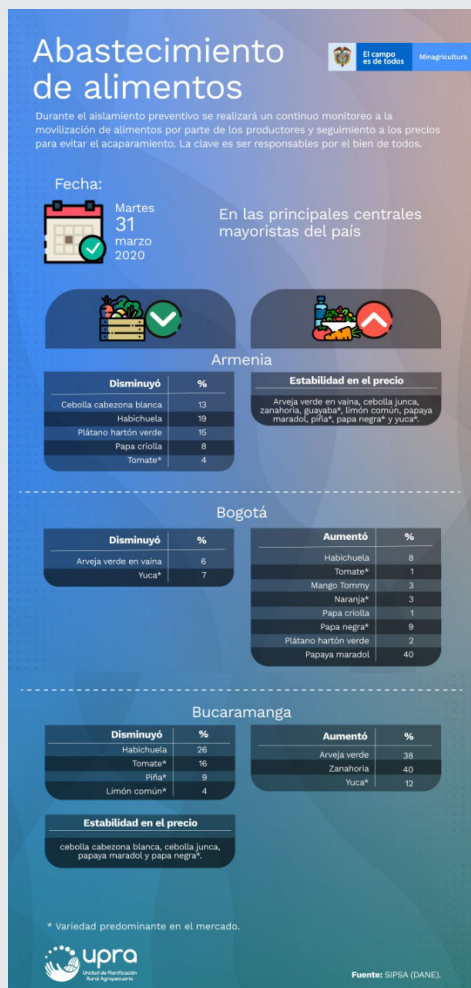 Abastecimiento
de alimentos
El campo
es de todos
Minagricultura
Durante el aislamiento preventivo se realizará un continuo monitoreo a la
movilización de alimentos por parte de los productores y seguimiento a los precios
para evitar el acaparamiento. La clave es ser responsables por el bien de todos.
Fecha:
Martes
31
marzo
2020
En las principales centrales
mayoristas del país
Armenia
Disminuyó %
Cebolla cabezona blanca 13
Habichuela 19
Plátano hartón verde 15
Papa criolla 8
Tomate* 4
Estabilidad en el precio
Arveja verde en vaina, cebolla junca,
zanahoria, guayaba*, limón común, papaya
maradol, piña*, papa negra* y yuca*.
Bogotá
Disminuyó %
Arveja verde en vaina 6
Yuca* 7
Aumentó %
Habichuela 8
Tomate* 1
Mango Tommy 3
Naranja* 3
Papa criolla 1
Papa negra* 9
Plátano hartón verde 2
Papaya maradol 40
Bucaramanga
Disminuyó %
Habichuela 26
Tomate* 16
Piña* 9
Limón común* 4
Aumentó %
Arveja verde 38
Zanahoria 40
Yuca* 12
Estabilidad en el precio
cebolla cabezona blanca, cebolla junca,
papaya maradol y papa negra*.
* Variedad predominante en el mercado.
upra
Unidad de Planificación
Rural Agropecuaria
Fuente: SIPSA (DANE).